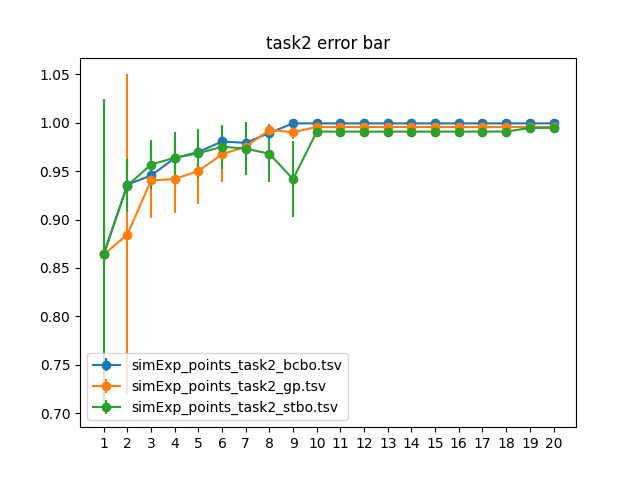 task2 error bar
1.05
1.00
0.95
0.90
0.85
0.80
0.75
0.70
simExp_points_task2_bcbo.tsv
simExp_points_task2_gp.tsv
simExp_points_task2_stbo.tsv
1 2 3 4 5 6 7 8 9 10 11 12 13 14 15 16 17 18 19 20